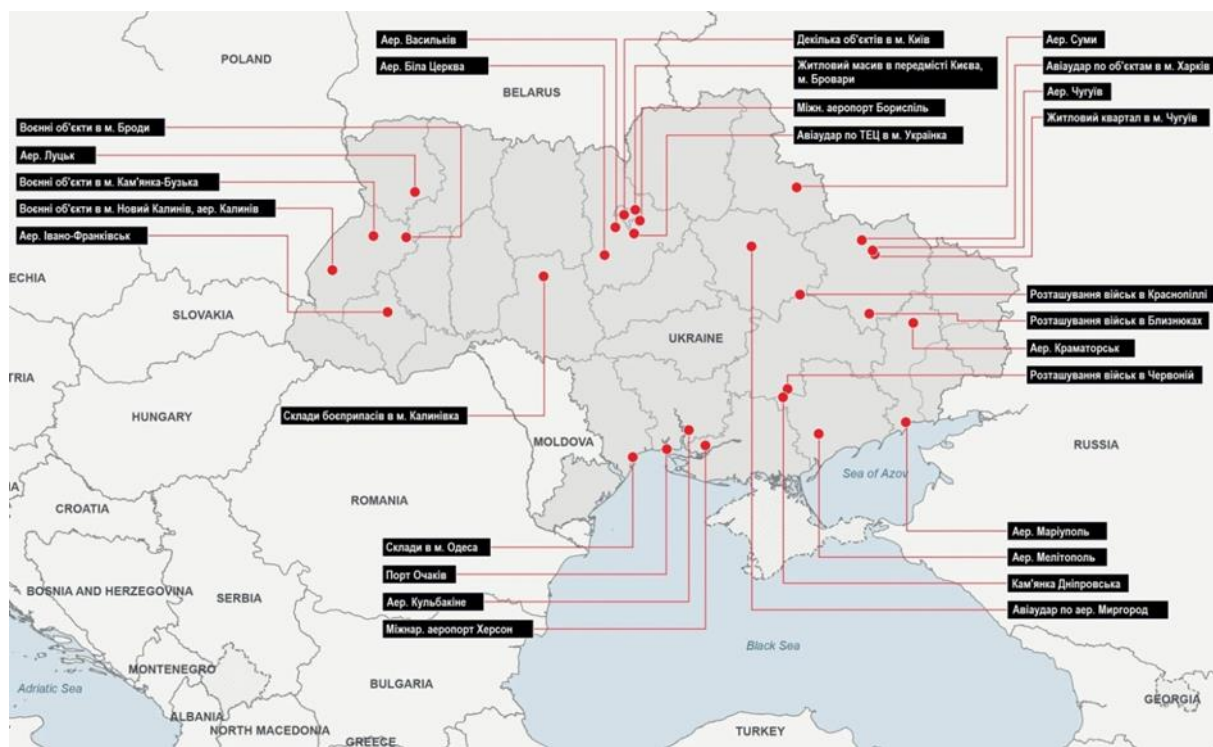 POLAND
BELARUS
Аер. Васильків
Аер. Біла Церква
Декілька об'єктів в м. Київ
Житловий масив в передмісті Києва,
м. Бровари
Міжн. аеропорт Бориспіль
Авіаудар по ТЕЦ в м. Українка
Аер. Суми
Авіаудар по об'єктам в м. Харків
Аер. Чугуїв
Житловий квартал в м. Чугуїв
Воєнні об'єкти в м. Броди
Аер. Луцьк
Воєнні об'єкти в м. Кам'янка-Бузька
Воєнні об'єкти в м. Новий Калинів, аер. Калинів
Аер. Івано-Франківськ
ECHIA
SLOVAKIA
UKRAINE
Розташування військ в Краснопіллі
Розташування військ в Близнюках
Аер. Краматорськ
Розташування військ в Червоній
TRIA
HUNGARY
Склади боєприпасів в м. Калинівка
MOLDOVA
RUSSIA
Sea of Azov
IA
CROATIA
ROMANIA
Склади в м. Одеса
Порт Очаків
Аер. Кульбакіне
Міжнар. аеропорт Херсон
Аер. Маріуполь
Аер. Мелітополь
Кам'янка Дніпровська
Авіаудар по аер. Миргород
BOSNIA AND HERZEGOVINA
SERBIA
Black Sea
MONTENEGRO
Adriatic Sea
BULGARIA
GEORGIA
ALBANIA
NORTH MACEDONIA
GREECE
TURKEY